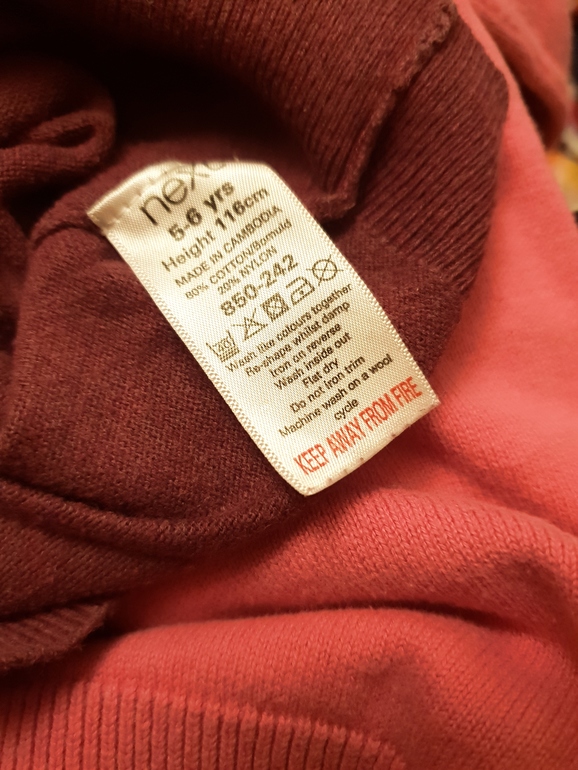 next
5-6 yrs
Height 116cm
MADE IN CAMBODIA
80% COTTON/Bomuld
20% NYLON
850-242
Wash like colours together
Re-shape whilst damp
Iron on reverse
Wash inside out
Flat dry
Do not iron trim
Machine wash on a wool
cycle
KEEP AWAY FROM FIRE